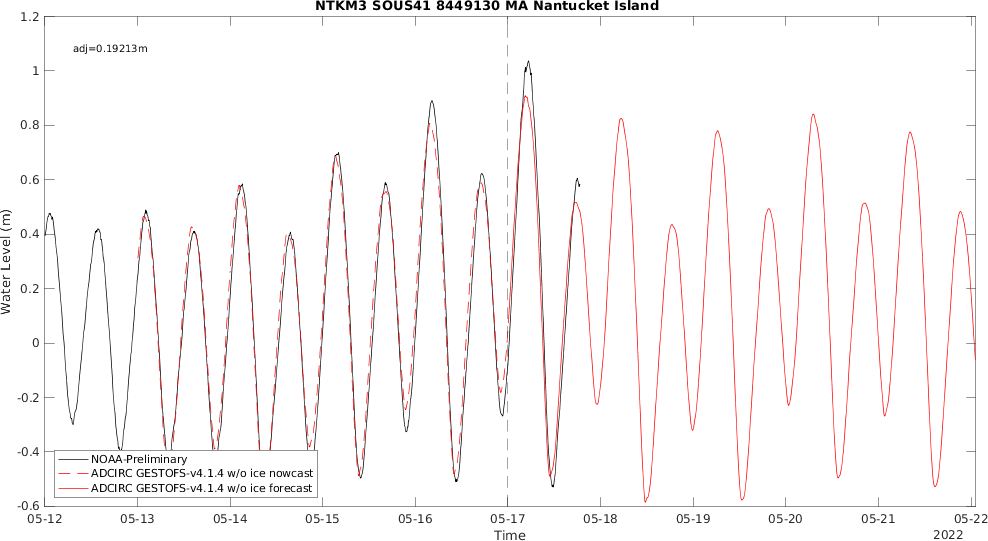 NTKM3 SOUS41 8449130 MA Nantucket Island
adj=0.19213m
Water Level (m)
1.2
1
0.8
0.6
0.4
0.2
0
-0.2
-0.4
-0.6
NOAA-Preliminary
ADCIRC GESTOFS-v4.1.4 w/o ice nowcast
ADCIRC GESTOFS-v4.1.4 w/o ice forecast
05-12 05-13 05-14 05-15 05-16 05-17 05-18 05-19 05-20 05-21 05-22
Time
2022